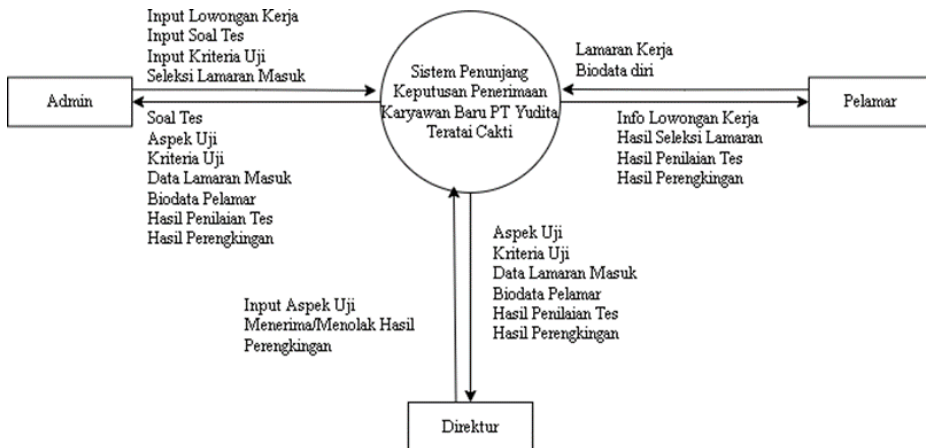 Input Lowongan Kerja
Input Soal Tes
Input Kriteria Uji
Seleksi Lamaran Masuk
Admin
Soal Tes
Aspek Uji
Kriteria Uji
Data Lamaran Masuk
Biodata Pelamar
Hasil Penilaian Tes
Hasil Perengkingan
Sistem Penunjang
Keputusan Penerimaan
Karyawan Baru PT Yudita
Teratai Cakti
Lamaran Kerja
Biodata diri
Pelamar
Info Lowongan Kerja
Hasil Seleksi Lamaran
Hasil Penilaian Tes
Hasil Perengkingan
Input Aspek Uji
Menerima/Menolak Hasil
Perengkingan
Aspek Uji
Kriteria Uji
Data Lamaran Masuk
Biodata Pelamar
Hasil Penilaian Tes
Hasil Perengkingan
Direktur